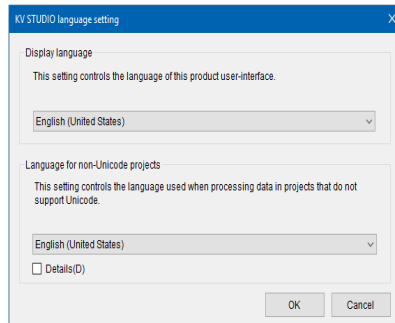 KV STUDIO language setting
Display language
This setting controls the language of this product user-interface.
English (United States)
Language for non-Unicode projects
This setting controls the language used when processing data in projects that do not
support Unicode.
English (United States)
Details(D)
OK Cancel